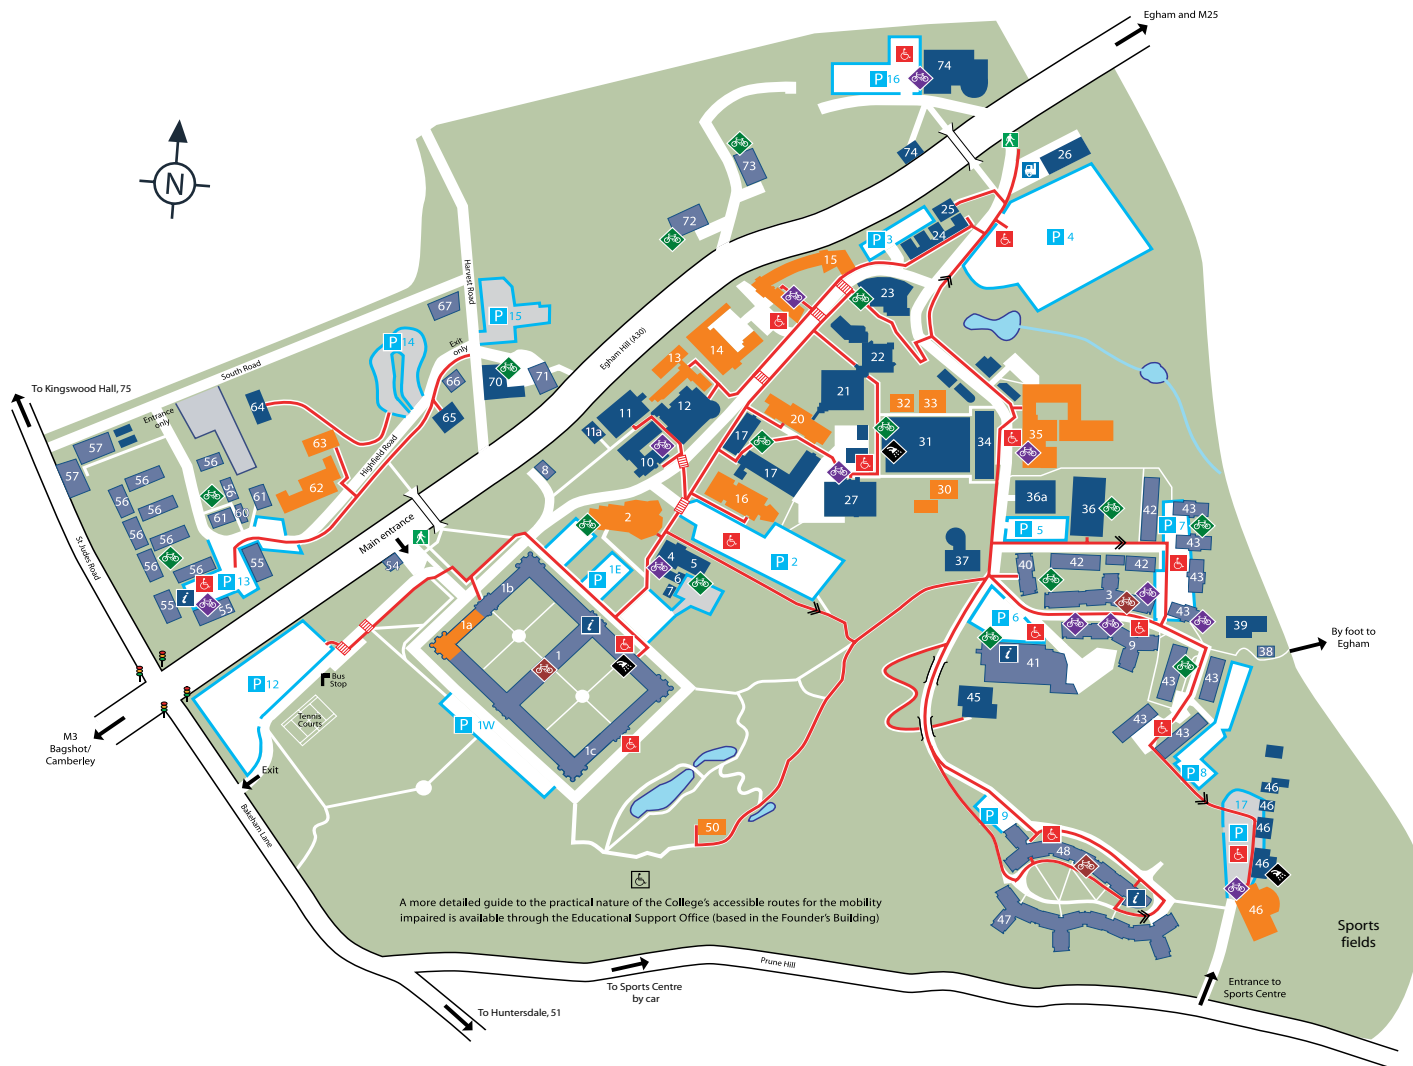 Egham and M25
P 16
74
74
26
73
72
25
24
P 3
P 4
15
N
23
67
P 15
Harvest Road
Egham Hill (A30)
14
P 14
Exit
only
22
13
South Road
To Kingswood Hall, 75
66
70
71
21
64
65
11
12
32
33
Entrance
only
11a
20
17
31
34
35
57
63
Highfield Road
56
10
57
8
17
62
56
56
61
60
61
16
27
30
36a
36
42
43
56
56
2
P 5
P 7
56
56
56
Main entrance
43
St Judes Road
55
54
4
5
37
40
42
42
P 13
P 1E
6
7
P 2
43
i
55
55
1b
3
43
1a
i
P 6
39
1
9
38
By foot to
Egham
i
41
43
43
P 12
Bus
Stop
45
Tennis
Courts
P 1W
43
43
M3
Bagshot/
Camberley
1c
Exit
P 8
46
17
46
Bakeham Lane
P 9
P
46
50
48
46
A more detailed guide to the practical nature of the College's accessible routes for the mobility
impaired is available through the Educational Support Office (based in the Founder's Building)
i
47
46
Sports
fields
Prune Hill
To Sports Centre
by car
Entrance to
Sports Centre
To Huntersdale, 51